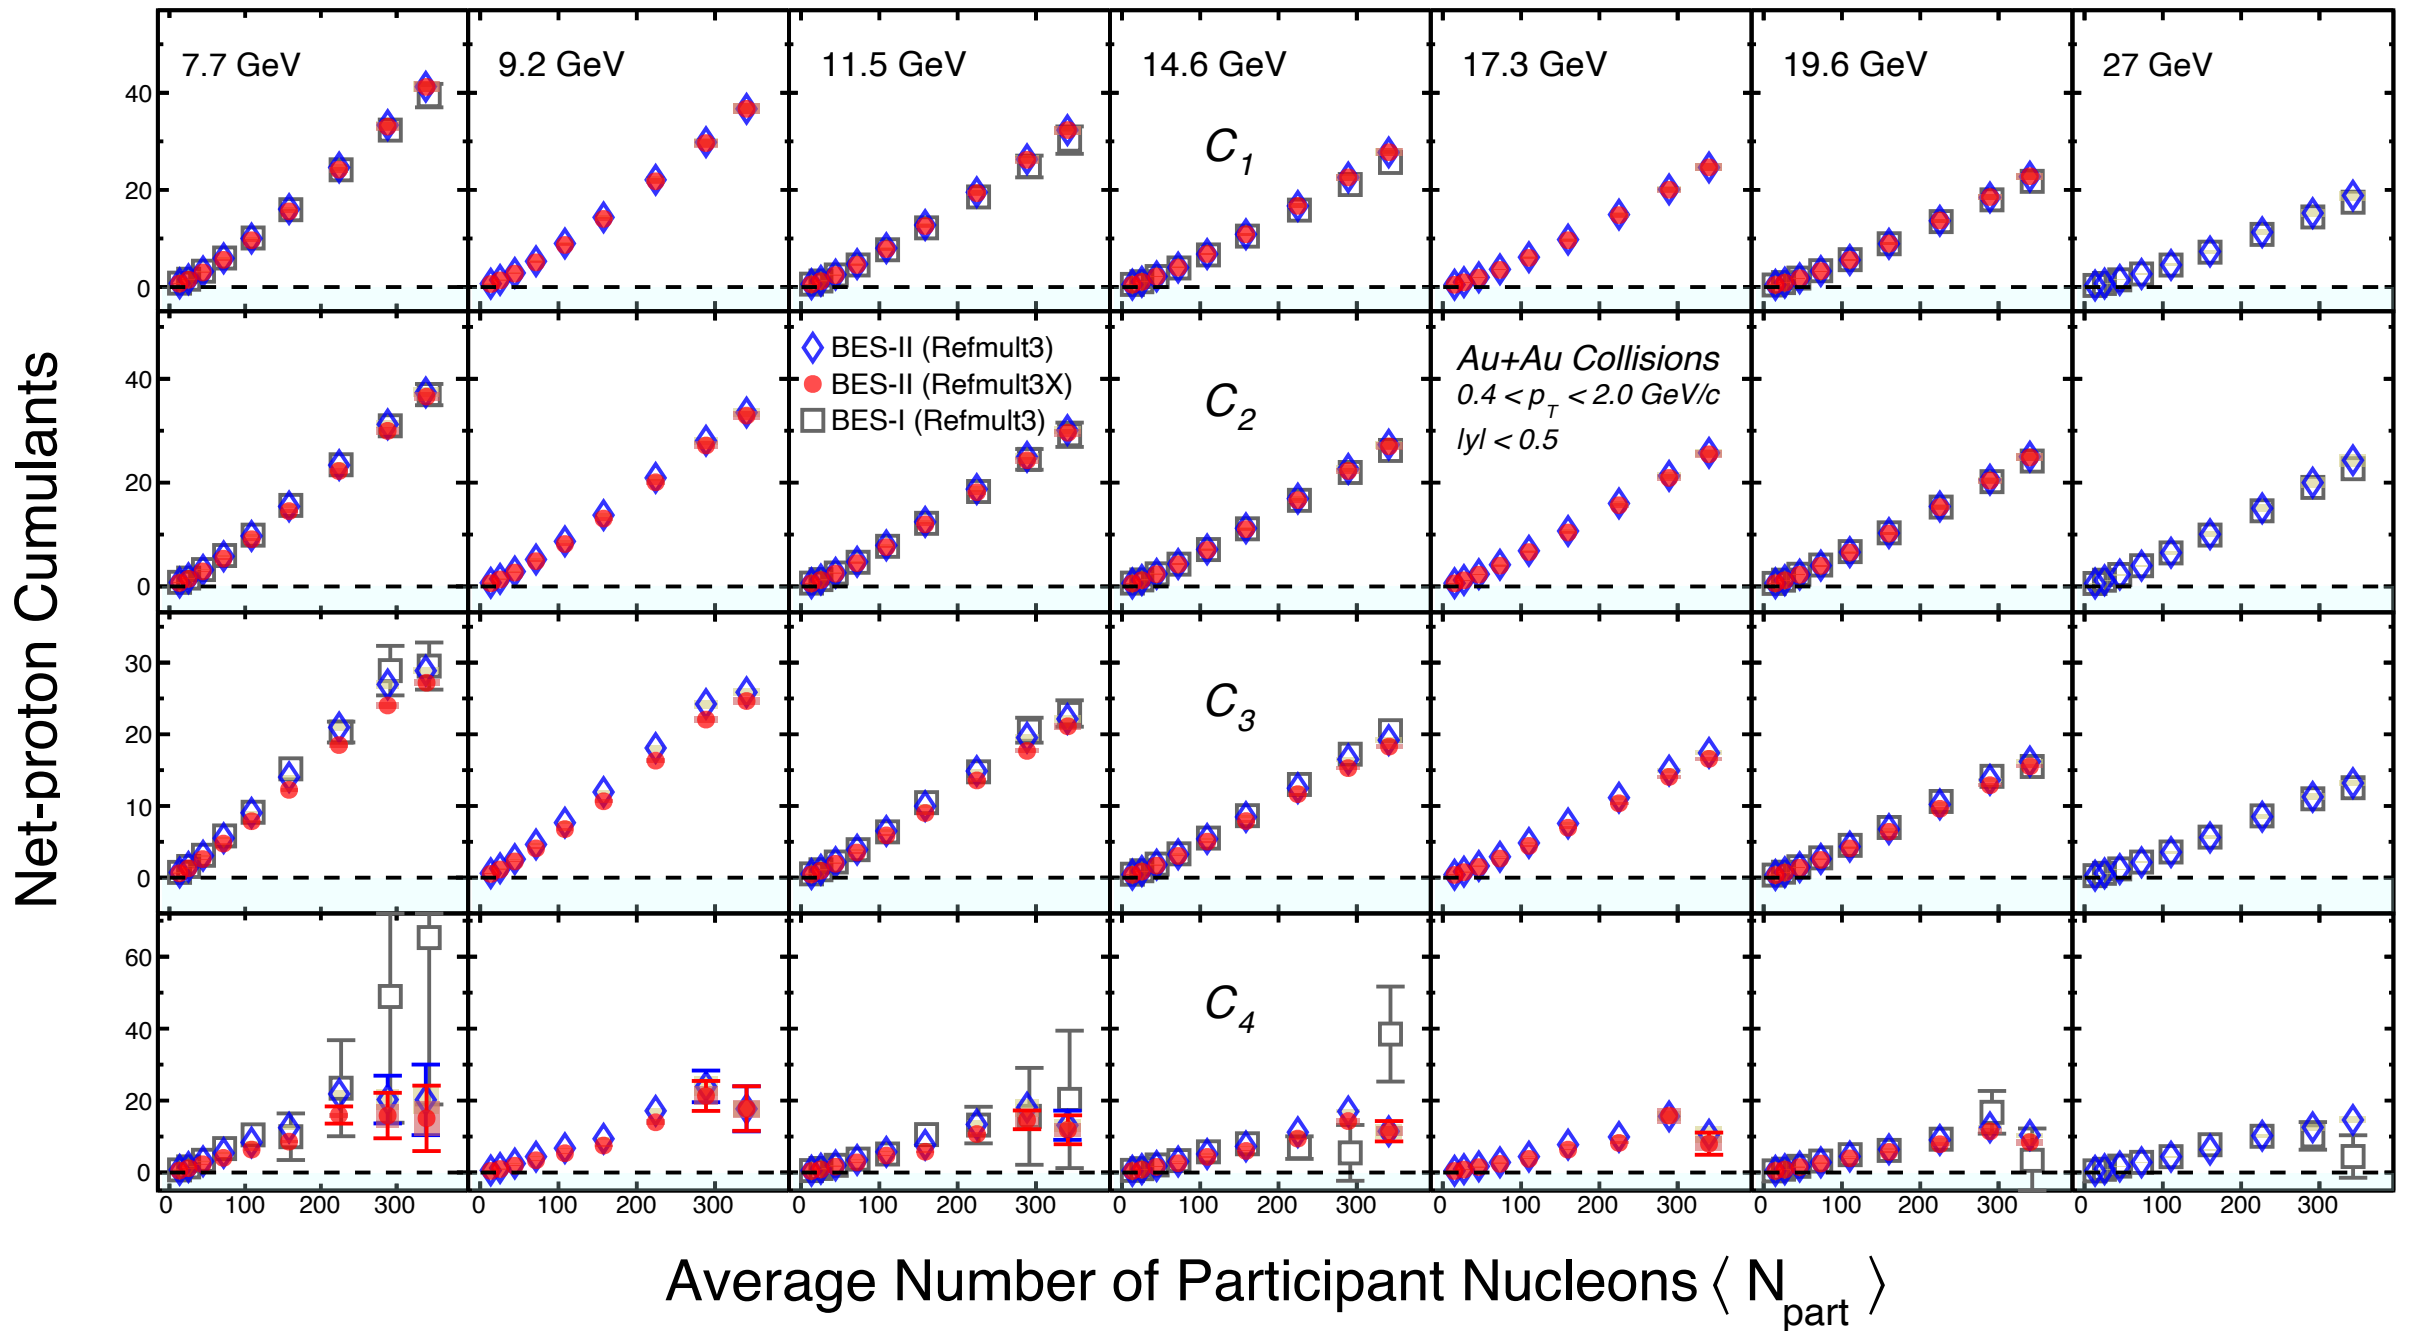 7.7 GeV 9.2 GeV 11.5 GeV 14.6 GeV 17.3 GeV 19.6 GeV 27 GeV
40
20
0
C1
BES-II (Refmult3)
BES-II (Refmult3X)
BES-I (Refmult3)
C2
Au+Au Collisions
0.4 < pT < 2.0 GeV/c
|y| < 0.5
40
20
0
C3
30
20
10
0
C4
60
40
20
0
0 100 200 300 0 100 200 300 0 100 200 300 0 100 200 300 0 100 200 300 0 100 200 300 0 100 200 300
Net-proton Cumulants
Average Number of Participant Nucleons ⟨ Npart ⟩